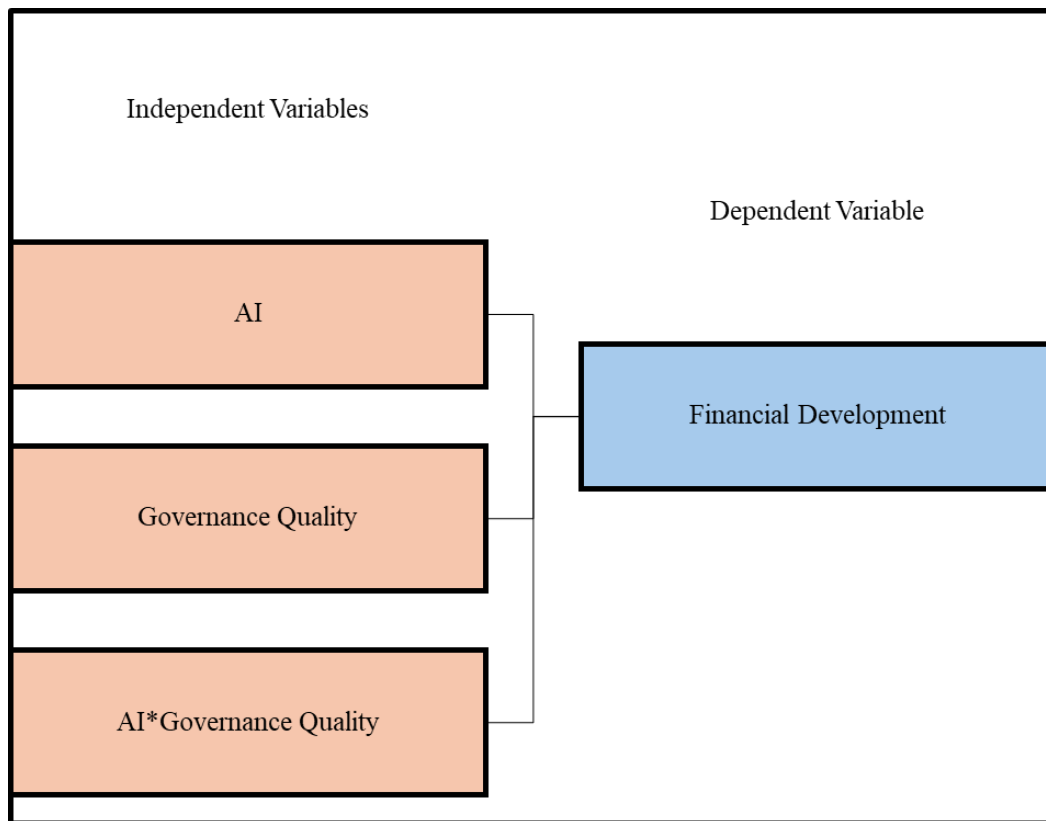 Independent Variables
Dependent Variable
AI
Financial Development
Governance Quality
AI*Governance Quality